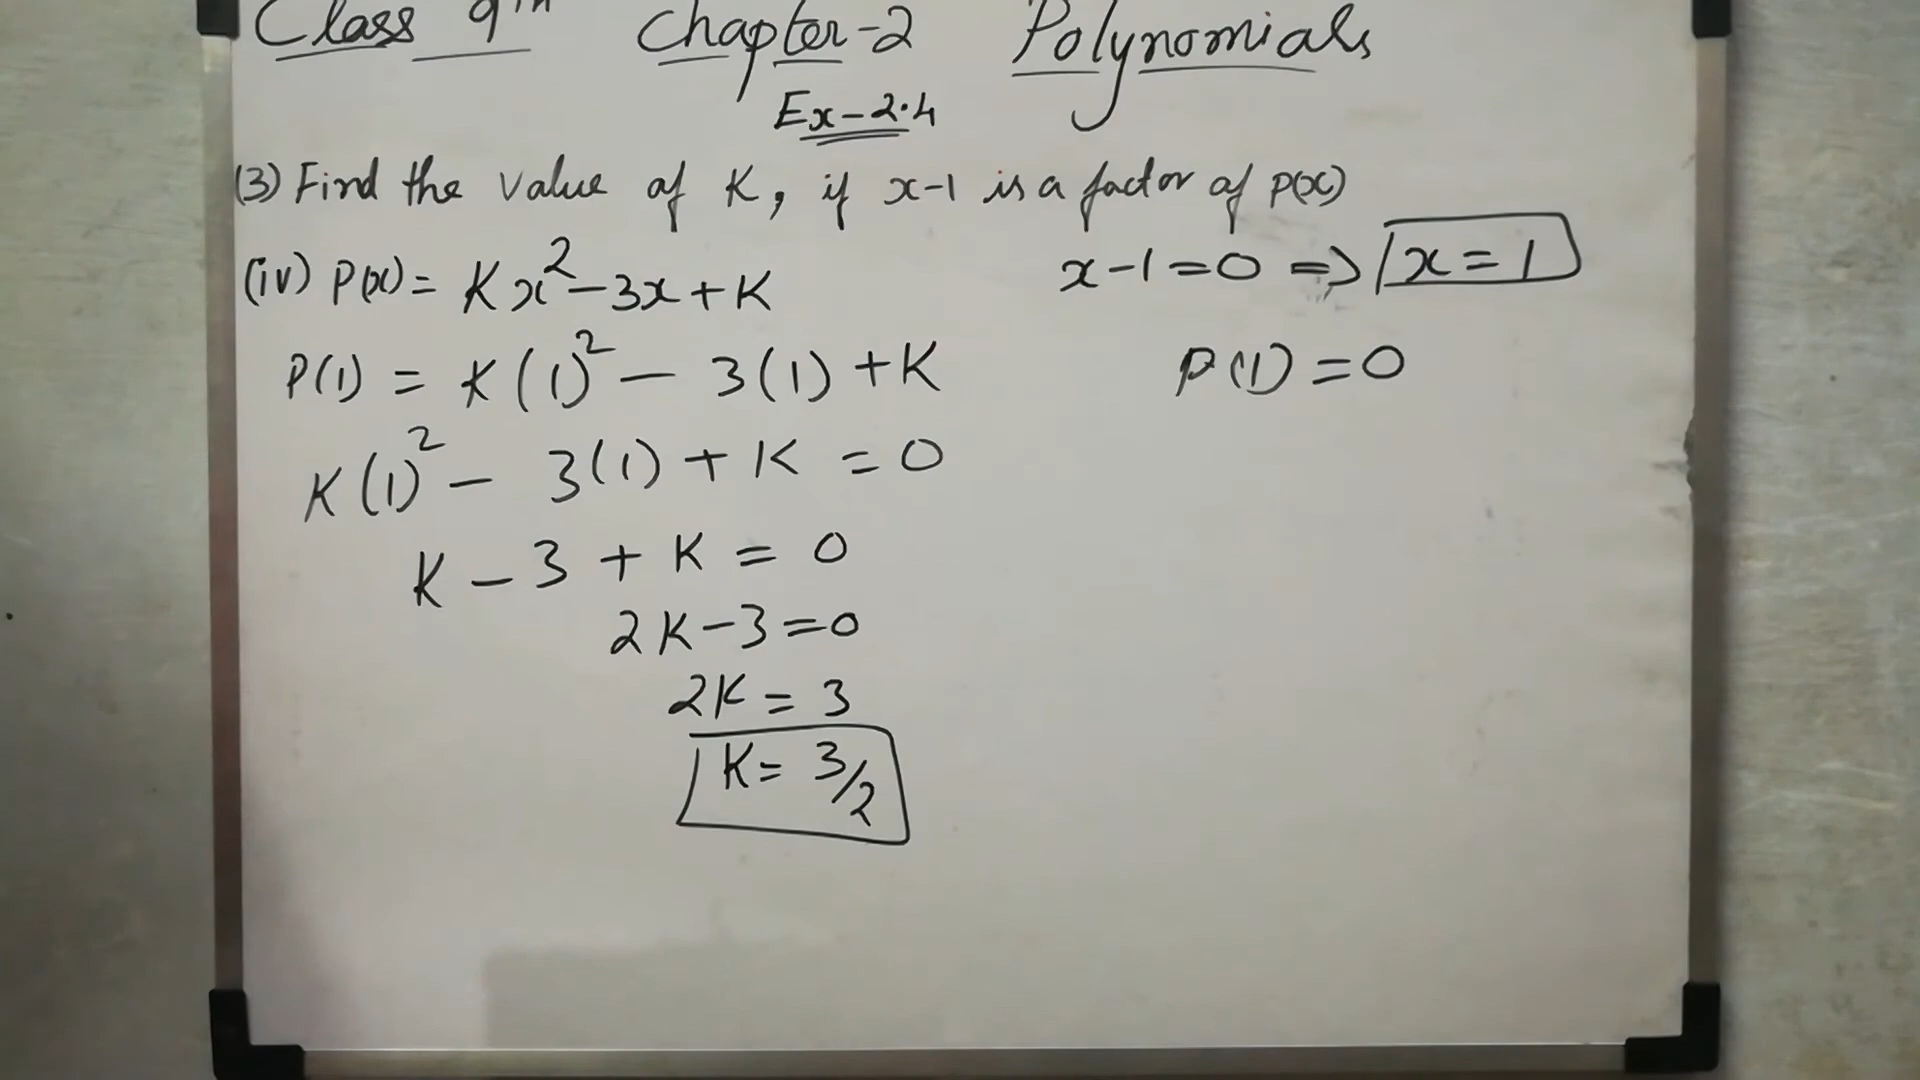 Class 9th Chapter-2 Polynomials
Ex-2.4
(3) Find the value of K, if x-1 is a factor of P(x)
(iv) P(x) = Kx²-3x+K
x-1=0 => x=1
P(1) = K(1)² - 3(1) +K
P(1) =0
K(1)² - 3(1) + K = 0
K - 3 + K = 0
2K-3=0
2K = 3
K= 3/2